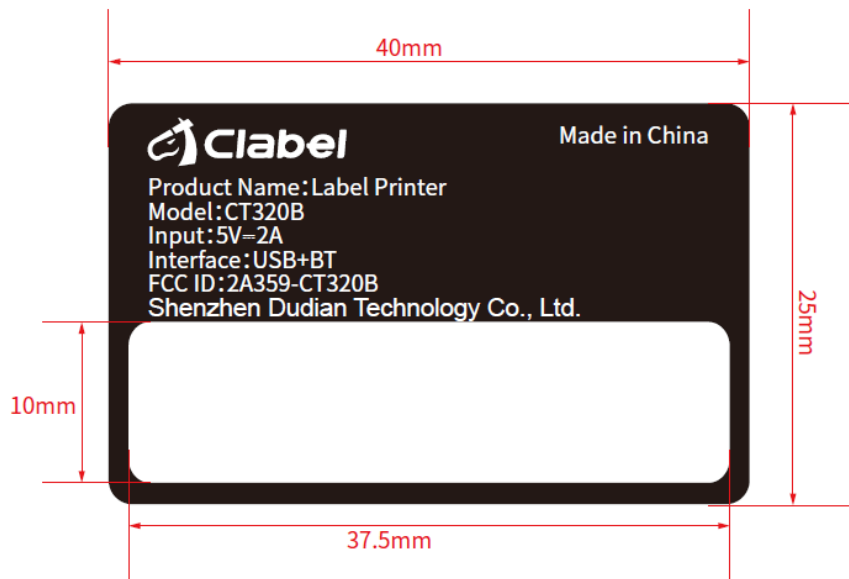 40mm
Clabel
Made in China
Product Name:Label Printer
Model:CT320B
Input:5V⎓2A
Interface:USB+BT
FCC ID:2A359-CT320B
Shenzhen Dudian Technology Co., Ltd.
25mm
10mm
37.5mm